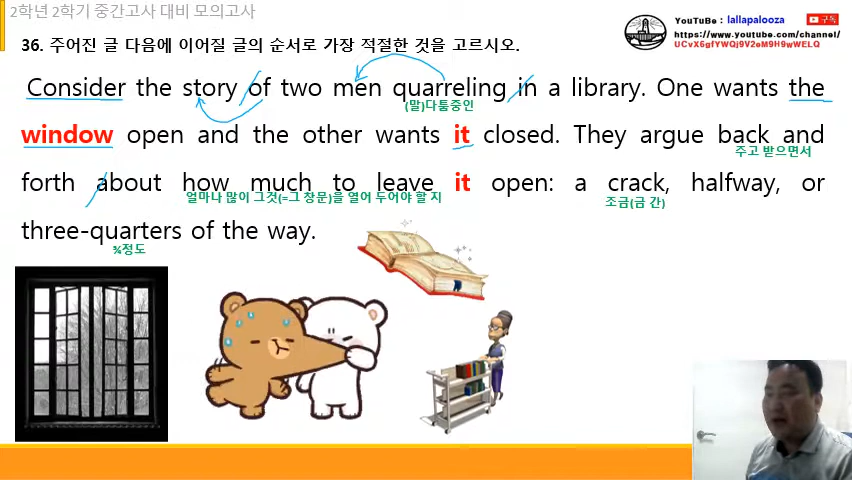 2학년 2학기 중간고사 대비 모의고사
YouTuBe : lallapalooza 구독
https://www.youtube.com/channel/
UCvX6gfYWQj9V2eM9H9wWELQ
36. 주어진 글 다음에 이어질 글의 순서로 가장 적절한 것을 고르시오.
Consider the story of two men quarreling in a library. One wants the
(말)다툼중인
window open and the other wants it closed. They argue back and
주고 받으면서
forth about how much to leave it open: a crack, halfway, or
얼마나 많이 그것(=그 창문)을 열어 두어야 할 지
조금(금 간)
three-quarters of the way.
¾정도